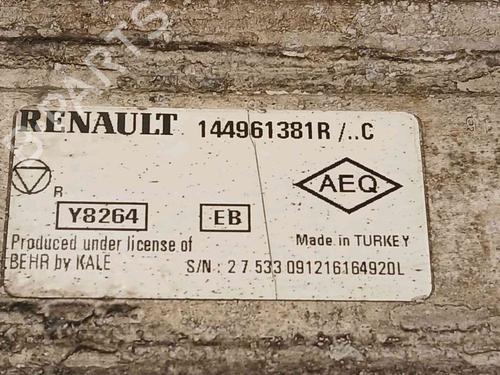 RENAULT 144961381R /..C
R
AEQ
Y8264 EB
Produced under license of
BEHR by KALE
Made in TURKEY
S/N : 2 7 533 091216164920L